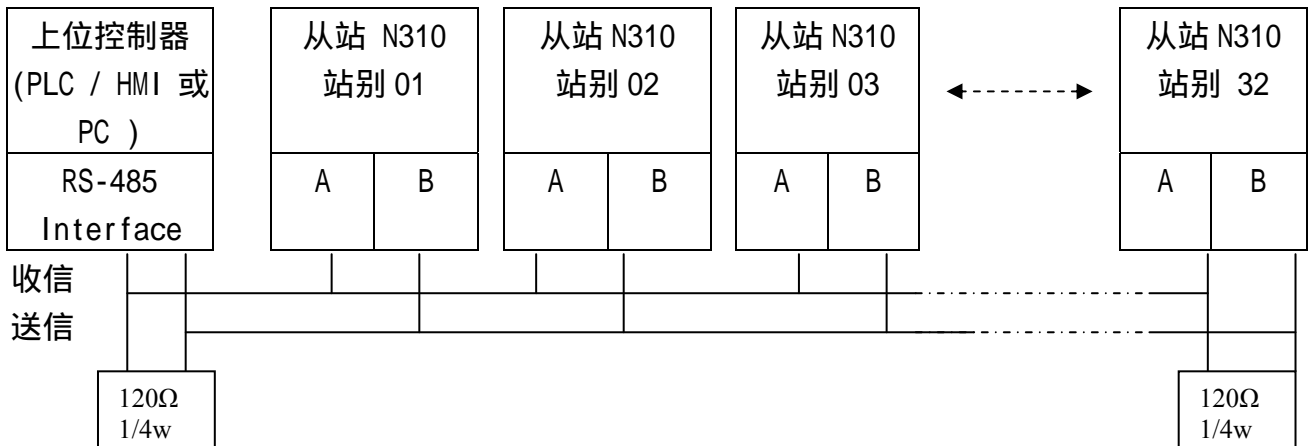 上位控制器
(PLC / HMI 或
PC )
RS-485
Interface
从站 N310
站别 01
A B
从站 N310
站别 02
A B
从站 N310
站别 03
A B
从站 N310
站别 32
A B
收信
送信
120Ω
1/4w
120Ω
1/4w